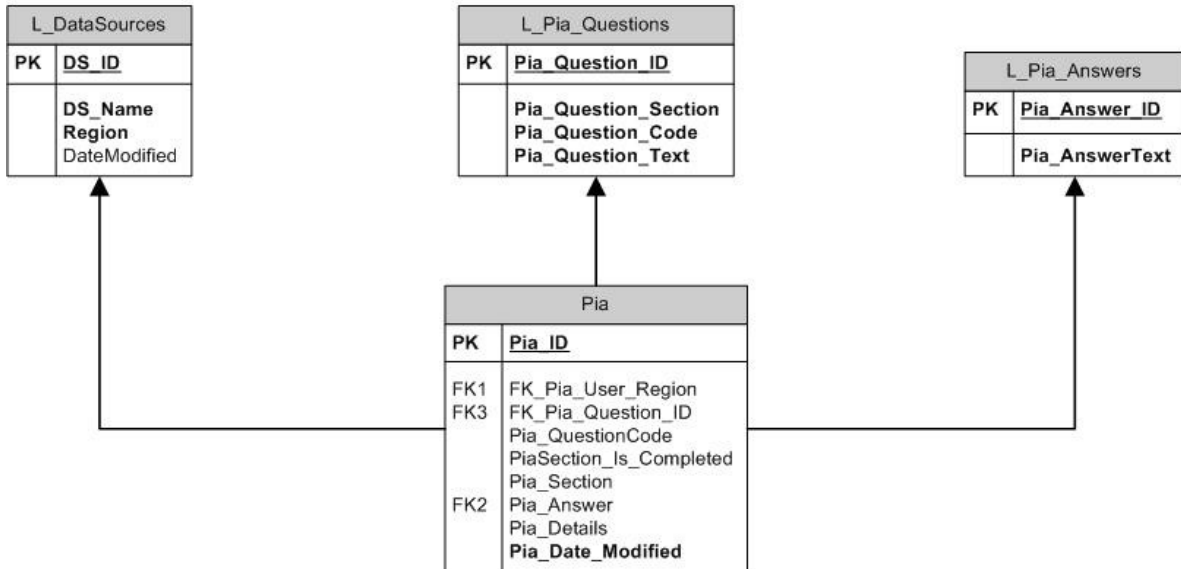 L_DataSources
PK DS_ID
DS_Name
Region
DateModified
L_Pia_Questions
PK Pia_Question_ID
Pia_Question_Section
Pia_Question_Code
Pia_Question_Text
L_Pia_Answers
PK Pia_Answer_ID
Pia_AnswerText
Pia
PK Pia_ID
FK1 FK_Pia_User_Region
FK3 FK_Pia_Question_ID
Pia_QuestionCode
PiaSection_Is_Completed
Pia_Section
FK2 Pia_Answer
Pia_Details
Pia_Date_Modified